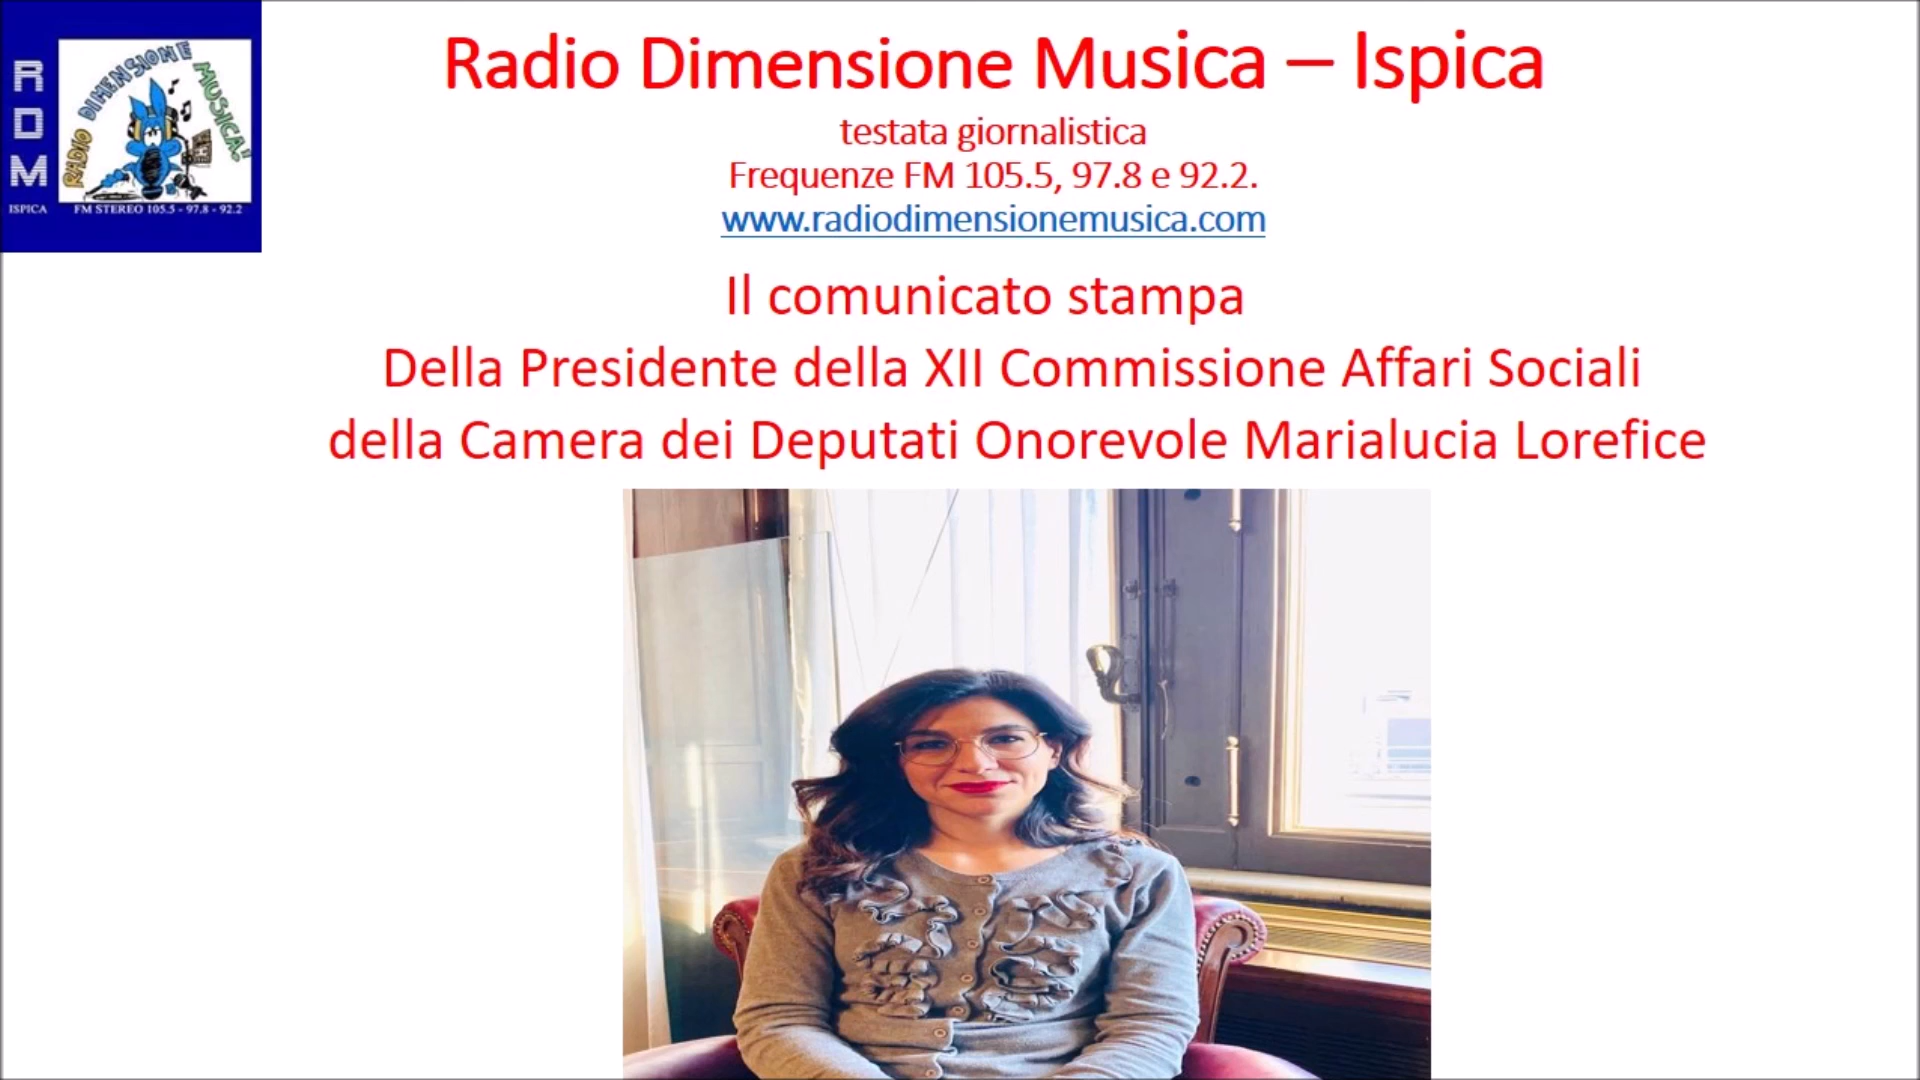 RDM
ISPICA
RADIO DIMENSIONE MUSICA!
FM STEREO 105.5 - 97.8 - 92.2
Radio Dimensione Musica – Ispica
testata giornalistica
Frequenze FM 105.5, 97.8 e 92.2.
www.radiodimensionemusica.com
Il comunicato stampa
Della Presidente della XII Commissione Affari Sociali
della Camera dei Deputati Onorevole Marialucia Lorefice